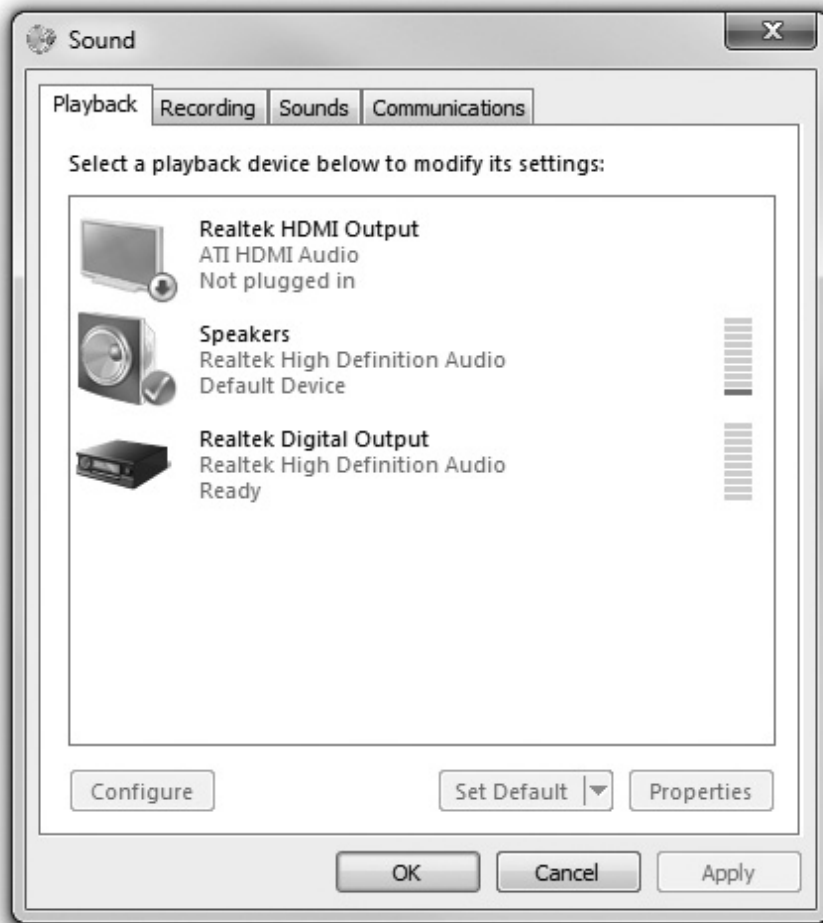 Sound
Playback Recording Sounds Communications
Select a playback device below to modify its settings:
Realtek HDMI Output
ATI HDMI Audio
Not plugged in
Speakers
Realtek High Definition Audio
Default Device
Realtek Digital Output
Realtek High Definition Audio
Ready
Configure Set Default Properties
OK Cancel Apply